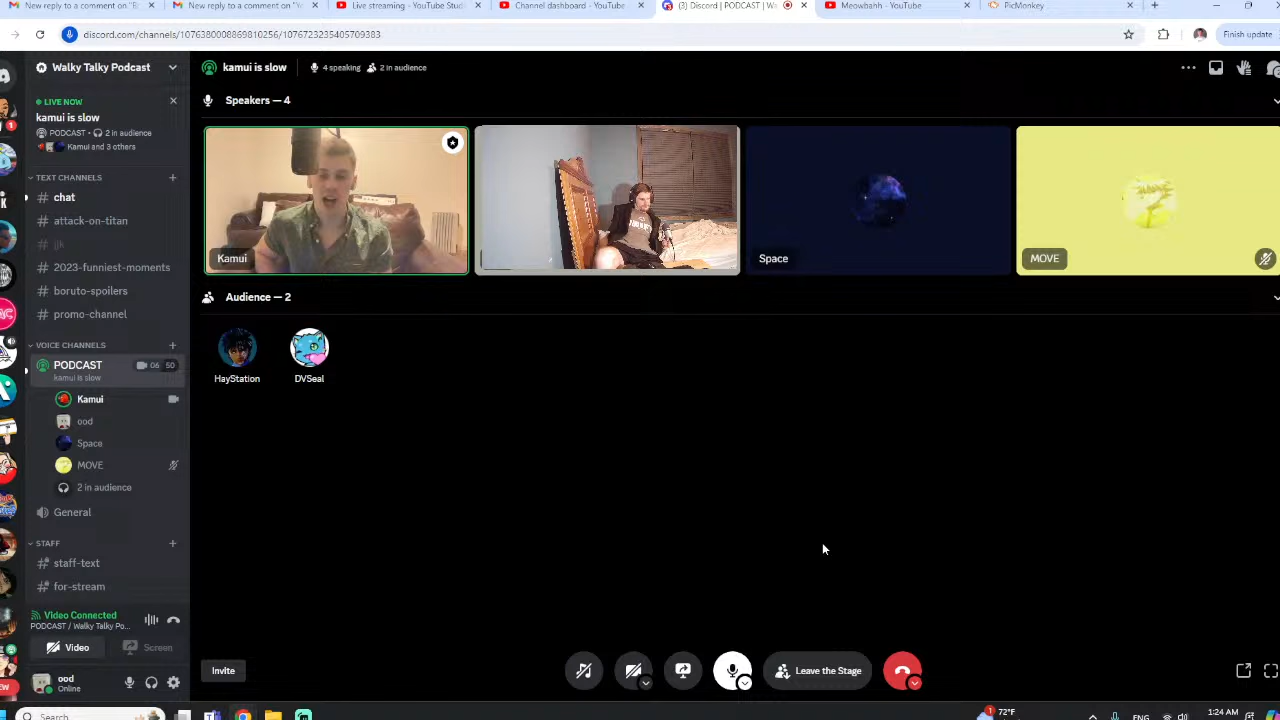 New reply to a comment on "E
New reply to a comment on "Y
Live streaming - YouTube Studi
Channel dashboard - YouTube
(3) Discord | PODCAST | Wa
Meowbahh - YouTube
PicMonkey
discord.com/channels/1076380008869810256/1076723235405709383
Finish update
Walky Talky Podcast
kamui is slow
4 speaking
2 in audience
LIVE NOW
kamui is slow
PODCAST • 2 in audience
Kamui and 3 others
TEXT CHANNELS
chat
attack-on-titan
jjk
2023-funniest-moments
boruto-spoilers
promo-channel
VOICE CHANNELS
PODCAST
06 50
kamui is slow
Kamui
ood
Space
MOVE
2 in audience
General
STAFF
staff-text
for-stream
Video Connected
PODCAST / Walky Talky Po...
Video
Screen
ood
Online
Speakers — 4
Kamui
Space
MOVE
Audience — 2
HayStation
DVSeal
Invite
Leave the Stage
Search
1
72°F
ENG
1:24 AM